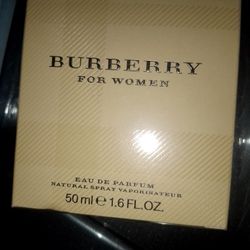 BURBERRY
FOR WOMEN
EAU DE PARFUM
NATURAL SPRAY VAPORISATEUR
50 ml e 1.6 FL.OZ.